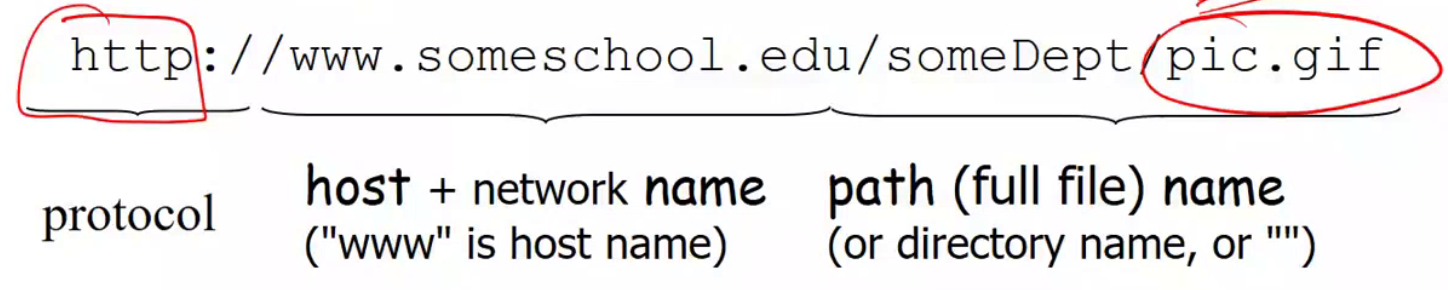 http://www.someschool.edu/someDept/pic.gif
protocol
host + network name
("www" is host name)
path (full file) name
(or directory name, or "")